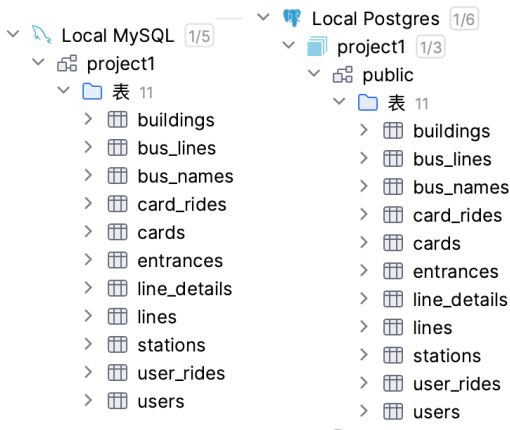 Local MySQL 1/5
project1
表 11
buildings
bus_lines
bus_names
card_rides
cards
entrances
line_details
lines
stations
user_rides
users
Local Postgres 1/6
project1 1/3
public
表 11
buildings
bus_lines
bus_names
card_rides
cards
entrances
line_details
lines
stations
user_rides
users